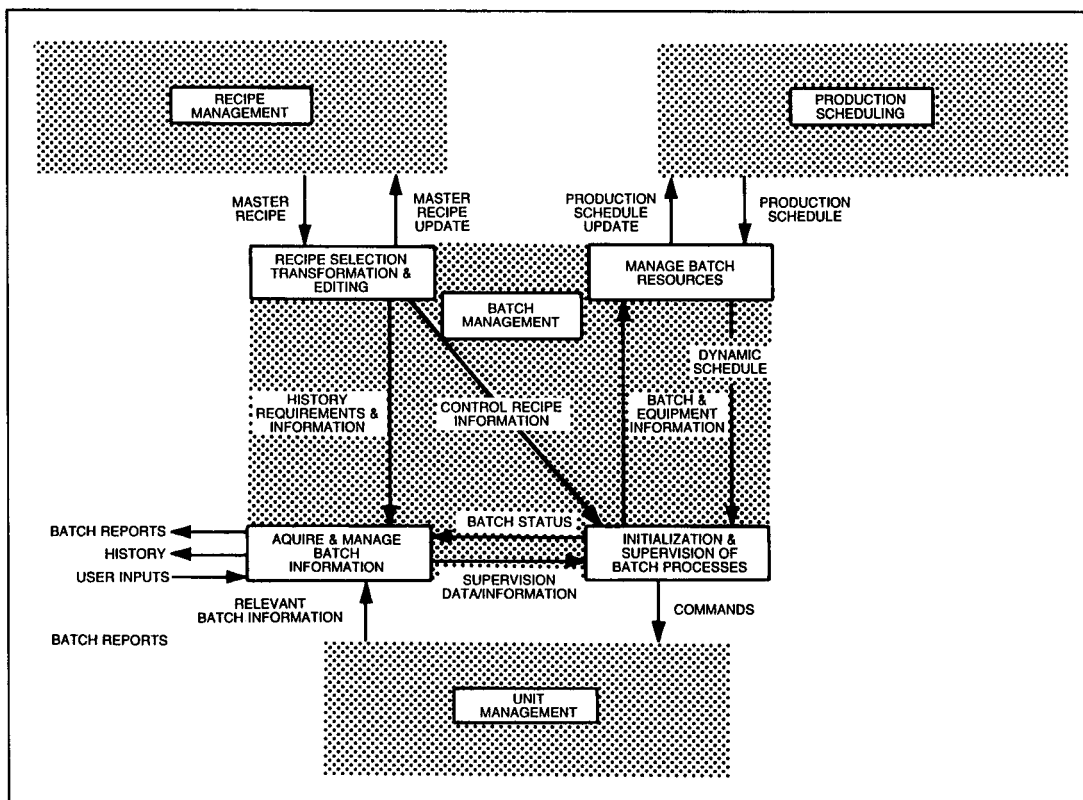 RECIPE
MANAGEMENT
PRODUCTION
SCHEDULING
MASTER
RECIPE
MASTER
RECIPE
UPDATE
PRODUCTION
SCHEDULE
UPDATE
PRODUCTION
SCHEDULE
RECIPE SELECTION
TRANSFORMATION &
EDITING
MANAGE BATCH
RESOURCES
BATCH
MANAGEMENT
DYNAMIC
SCHEDULE
HISTORY
REQUIREMENTS &
INFORMATION
CONTROL RECIPE
INFORMATION
BATCH &
EQUIPMENT
INFORMATION
BATCH REPORTS
HISTORY
USER INPUTS
AQUIRE & MANAGE
BATCH
INFORMATION
BATCH STATUS
SUPERVISION
DATA/INFORMATION
INITIALIZATION &
SUPERVISION OF
BATCH PROCESSES
RELEVANT
BATCH INFORMATION
COMMANDS
BATCH REPORTS
UNIT
MANAGEMENT